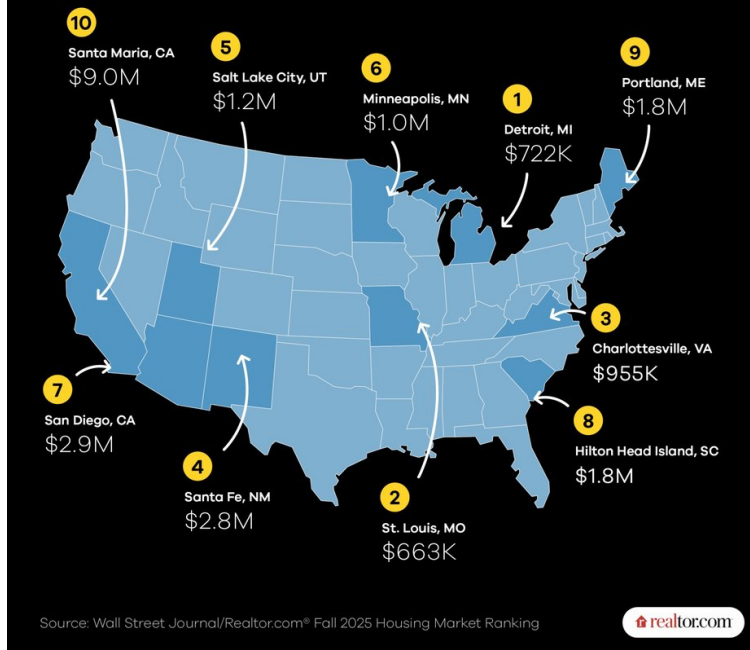 10
Santa Maria, CA
$9.0M
5
Salt Lake City, UT
$1.2M
6
Minneapolis, MN
$1.0M
1
Detroit, MI
$722K
9
Portland, ME
$1.8M
3
Charlottesville, VA
$955K
7
San Diego, CA
$2.9M
8
Hilton Head Island, SC
$1.8M
4
Santa Fe, NM
$2.8M
2
St. Louis, MO
$663K
Source: Wall Street Journal/Realtor.com® Fall 2025 Housing Market Ranking
realtor.com